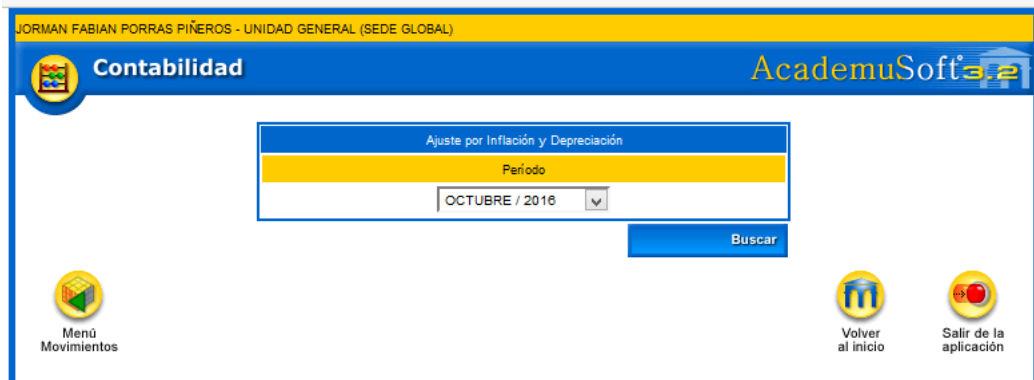 JORMAN FABIAN PORRAS PIÑEROS - UNIDAD GENERAL (SEDE GLOBAL)
Contabilidad
AcademuSoft 3.2
Ajuste por Inflación y Depreciación
Período
OCTUBRE / 2016
Buscar
Menú
Movimientos
Volver
al inicio
Salir de la
aplicación